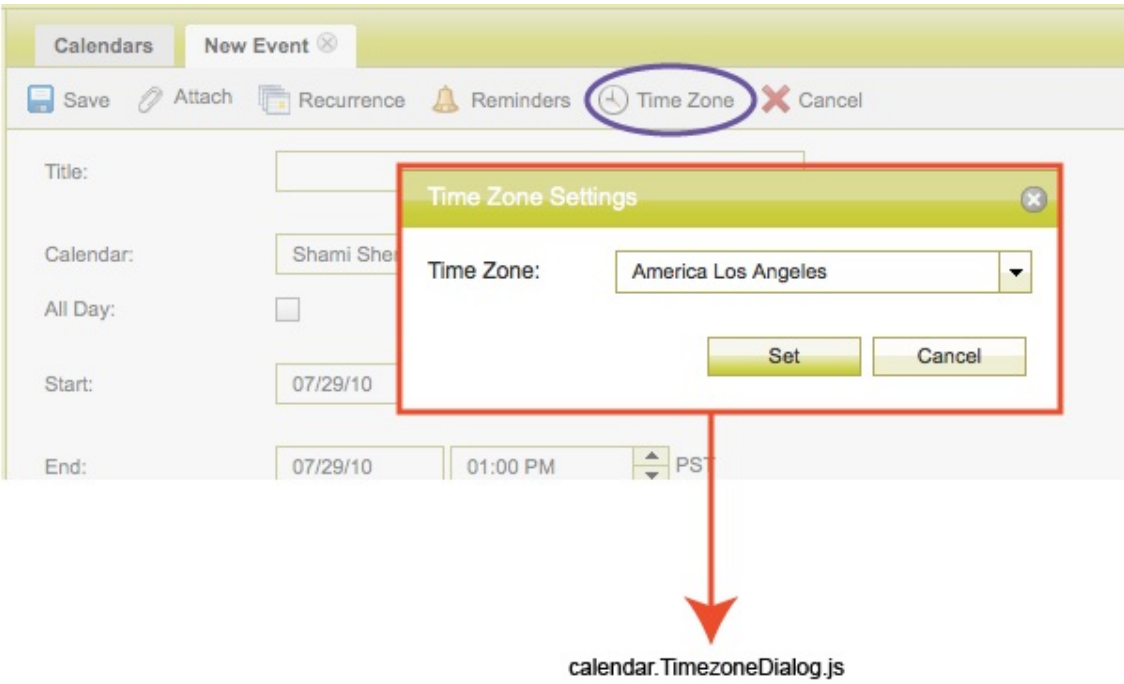 Calendars New Event
Save Attach Recurrence Reminders Time Zone Cancel
Title:
Time Zone Settings
Calendar: Shami Sher
Time Zone: America Los Angeles
All Day:
Set Cancel
Start: 07/29/10
End: 07/29/10 01:00 PM PST
calendar.TimezoneDialog.js